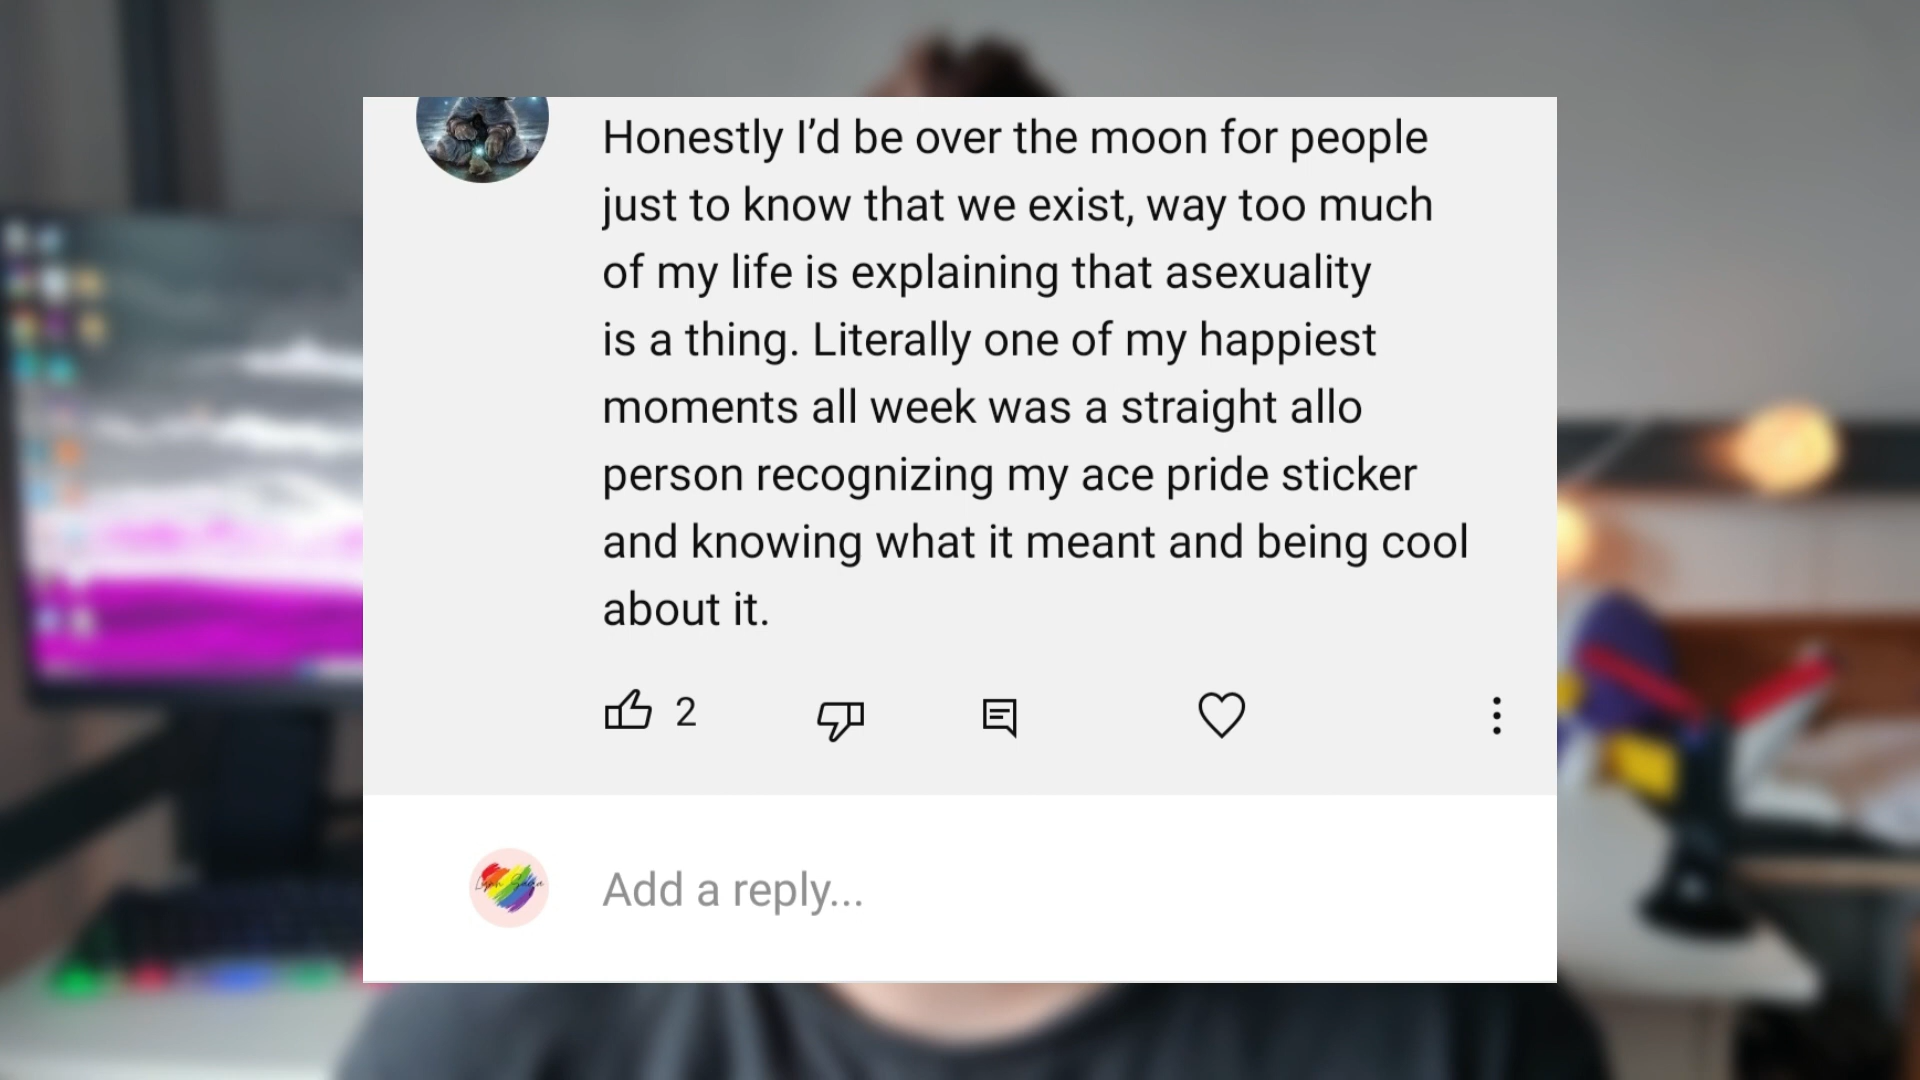 Honestly I’d be over the moon for people
just to know that we exist, way too much
of my life is explaining that asexuality
is a thing. Literally one of my happiest
moments all week was a straight allo
person recognizing my ace pride sticker
and knowing what it meant and being cool
about it.
2
Add a reply...